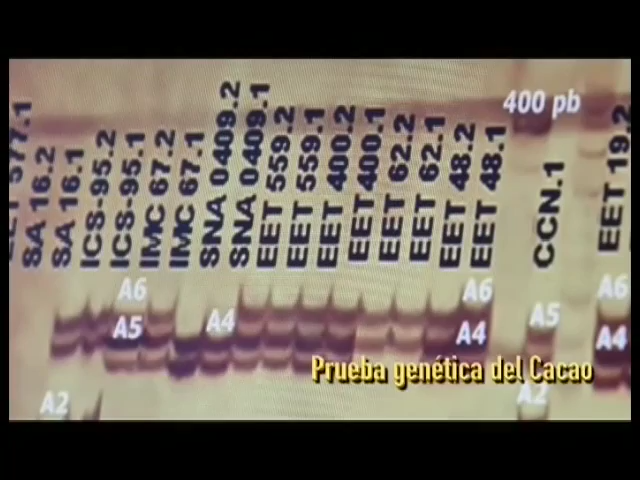 EET 577.1
SA 16.2
SA 16.1
ICS-95.2
ICS-95.1
IMC 67.2
IMC 67.1
SNA 0409.2
SNA 0409.1
EET 559.2
EET 559.1
EET 400.2
EET 400.1
EET 62.2
EET 62.1
EET 48.2
EET 48.1
CCN.1
EET 19.2
400 pb
A6
A6
A6
A5
A4
A4
A5
A4
A2
A2
Prueba genética del Cacao